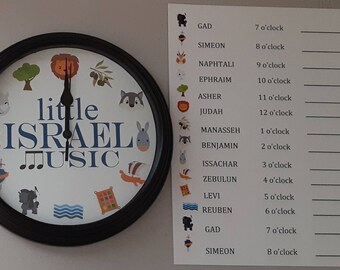 little
ISRAEL
MUSIC
GAD 7 o'clock
SIMEON 8 o'clock
NAPHTALI 9 o'clock
EPHRAIM 10 o'clock
ASHER 11 o'clock
JUDAH 12 o'clock
MANASSEH 1 o'clock
BENJAMIN 2 o'clock
ISSACHAR 3 o'clock
ZEBULUN 4 o'clock
LEVI 5 o'clock
REUBEN 6 o'clock
GAD 7 o'clock
SIMEON 8 o'clock